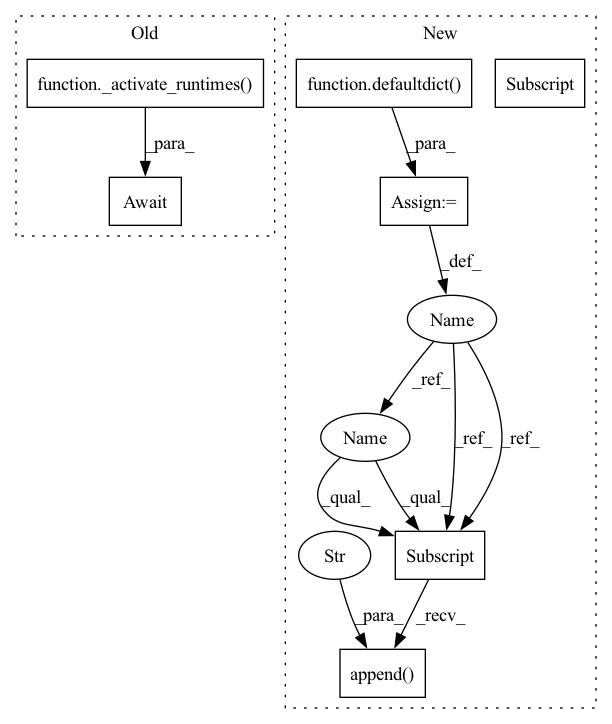 Old
New
function._activate_runtimes()
function.defaultdict()
Subscript
_para_
_para_
Await
Assign:=
_def_
Name
_ref_
Name
_ref_
_ref_
_qual_
_qual_
Str
Subscript
_para_
_recv_
append()